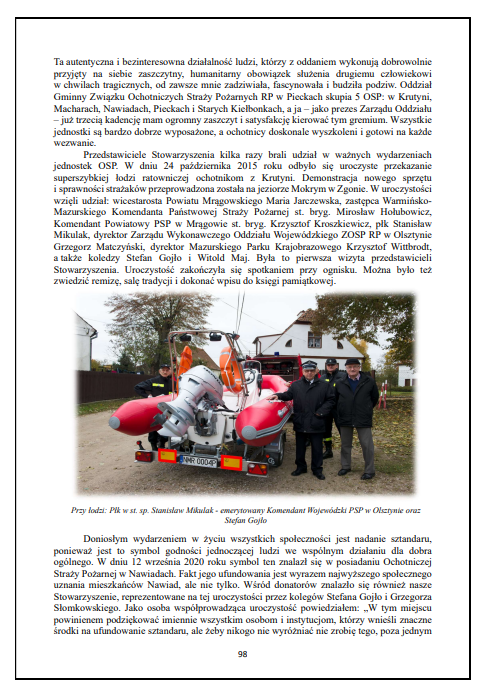 Ta autentyczna i bezinteresowna działalność ludzi, którzy z oddaniem wykonują dobrowolnie
przyjęty na siebie zaszczytny, humanitarny obowiązek służenia drugiemu człowiekowi
w chwilach tragicznych, od zawsze mnie zadziwiała, fascynowała i budziła podziw. Oddział
Gminny Związku Ochotniczych Straży Pożarnych RP w Pieckach skupia 5 OSP: w Krutyni,
Macharach, Nawiadach, Pieckach i Starych Kiełbonkach, a ja – jako prezes Zarządu Oddziału
– już trzecią kadencję mam ogromny zaszczyt i satysfakcję kierować tym gremium. Wszystkie
jednostki są bardzo dobrze wyposażone, a ochotnicy doskonale wyszkoleni i gotowi na każde
wezwanie.
Przedstawiciele Stowarzyszenia kilka razy brali udział w ważnych wydarzeniach
jednostek OSP. W dniu 24 października 2015 roku odbyło się uroczyste przekazanie
superszybkiej łodzi ratowniczej ochotnikom z Krutyni. Demonstracja nowego sprzętu
i sprawności strażaków przeprowadzona została na jeziorze Mokrym w Zgonie. W uroczystości
wzięli udział: wicestarosta Powiatu Mrągowskiego Maria Jarczewska, zastępca Warmińsko-
Mazurskiego Komendanta Państwowej Straży Pożarnej st. bryg. Mirosław Hołubowicz,
Komendant Powiatowy PSP w Mrągowie st. bryg. Krzysztof Kroszkiewicz, płk Stanisław
Mikulak, dyrektor Zarządu Wykonawczego Oddziału Wojewódzkiego ZOSP RP w Olsztynie
Grzegorz Matczyński, dyrektor Mazurskiego Parku Krajobrazowego Krzysztof Wittbrodt,
a także koledzy Stefan Gojło i Witold Maj. Była to pierwsza wizyta przedstawicieli
Stowarzyszenia. Uroczystość zakończyła się spotkaniem przy ognisku. Można było też
zwiedzić remizę, salę tradycji i dokonać wpisu do księgi pamiątkowej.
NMR 0004P
Przy łodzi: Płk w st. sp. Stanisław Mikulak - emerytowany Komendant Wojewódzki PSP w Olsztynie oraz
Stefan Gojło
Doniosłym wydarzeniem w życiu wszystkich społeczności jest nadanie sztandaru,
ponieważ jest to symbol godności jednoczącej ludzi we wspólnym działaniu dla dobra
ogólnego. W dniu 12 września 2020 roku symbol ten znalazł się w posiadaniu Ochotniczej
Straży Pożarnej w Nawiadach. Fakt jego ufundowania jest wyrazem najwyższego społecznego
uznania mieszkańców Nawiad, ale nie tylko. Wśród donatorów znalazło się również nasze
Stowarzyszenie, reprezentowane na tej uroczystości przez kolegów Stefana Gojło i Grzegorza
Słomkowskiego. Jako osoba współprowadząca uroczystość powiedziałem: „W tym miejscu
powinienem podziękować imiennie wszystkim osobom i instytucjom, którzy wnieśli znaczne
środki na ufundowanie sztandaru, ale żeby nikogo nie wyróżniać nie zrobię tego, poza jednym
98